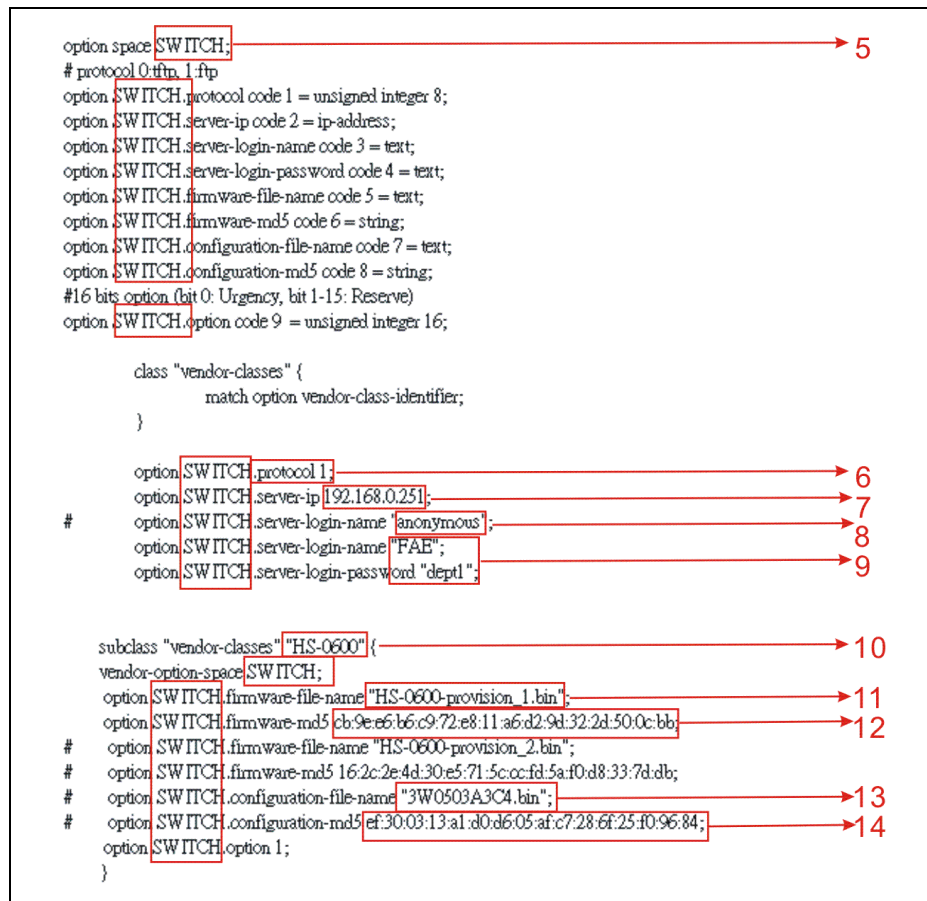 option space SWITCH; 5
# protocol 0:tftp, 1:ftp
option SWITCH.protocol code 1 = unsigned integer 8;
option SWITCH.server-ip code 2 = ip-address;
option SWITCH.server-login-name code 3 = text;
option SWITCH.server-login-password code 4 = text;
option SWITCH.firmware-file-name code 5 = text;
option SWITCH.firmware-md5 code 6 = string;
option SWITCH.configuration-file-name code 7 = text;
option SWITCH.configuration-md5 code 8 = string;
#16 bits option (bit 0: Urgency, bit 1-15: Reserve)
option SWITCH.option code 9 = unsigned integer 16;
class "vendor-classes" {
match option vendor-class-identifier;
}
option SWITCH.protocol 1; 6
option SWITCH.server-ip 192.168.0.251; 7
# option SWITCH.server-login-name "anonymous"; 8
option SWITCH.server-login-name "FAE";
option SWITCH.server-login-password "dept1"; 9
subclass "vendor-classes" "HS-0600" { 10
vendor-option-space SWITCH;
option SWITCH.firmware-file-name "HS-0600-provision_1.bin"; 11
option SWITCH.firmware-md5 cb:9e:e6:b6:c9:72:e8:11:a6:d2:9d:32:2d:50:0c:bb; 12
# option SWITCH.firmware-file-name "HS-0600-provision_2.bin";
# option SWITCH.firmware-md5 16:2c:2e:4d:30:e5:71:5c:cc:fd:5a:f0:d8:33:7d:db;
# option SWITCH.configuration-file-name "3W0503A3C4.bin"; 13
# option SWITCH.configuration-md5 ef:30:03:13:a1:d0:d6:05:af:c7:28:6f:25:f0:96:84; 14
option SWITCH.option 1;
}